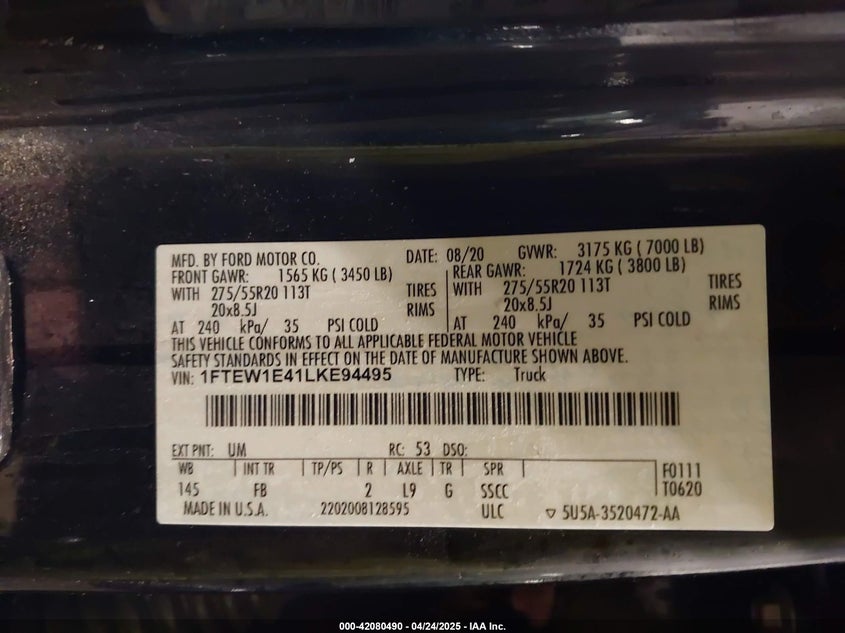 MFD. BY FORD MOTOR CO. DATE: 08/20 GVWR: 3175 KG ( 7000 LB)
FRONT GAWR: 1565 KG ( 3450 LB) REAR GAWR: 1724 KG ( 3800 LB)
WITH 275/55R20 113T TIRES WITH 275/55R20 113T TIRES
20x8.5J RIMS 20x8.5J RIMS
AT 240 kPa/ 35 PSI COLD AT 240 kPa/ 35 PSI COLD
THIS VEHICLE CONFORMS TO ALL APPLICABLE FEDERAL MOTOR VEHICLE
SAFETY STANDARDS IN EFFECT ON THE DATE OF MANUFACTURE SHOWN ABOVE.
VIN: 1FTEW1E41LKE94495 TYPE: Truck
EXT PNT: UM RC: 53 DSO:
WB INT TR TP/PS R AXLE TR SPR F0111
145 FB 2 L9 G SSCC T0620
MADE IN U.S.A. 2202008128595 ULC ▽ 5U5A-3520472-AA
000-42080490 - 04/24/2025 - IAA Inc.